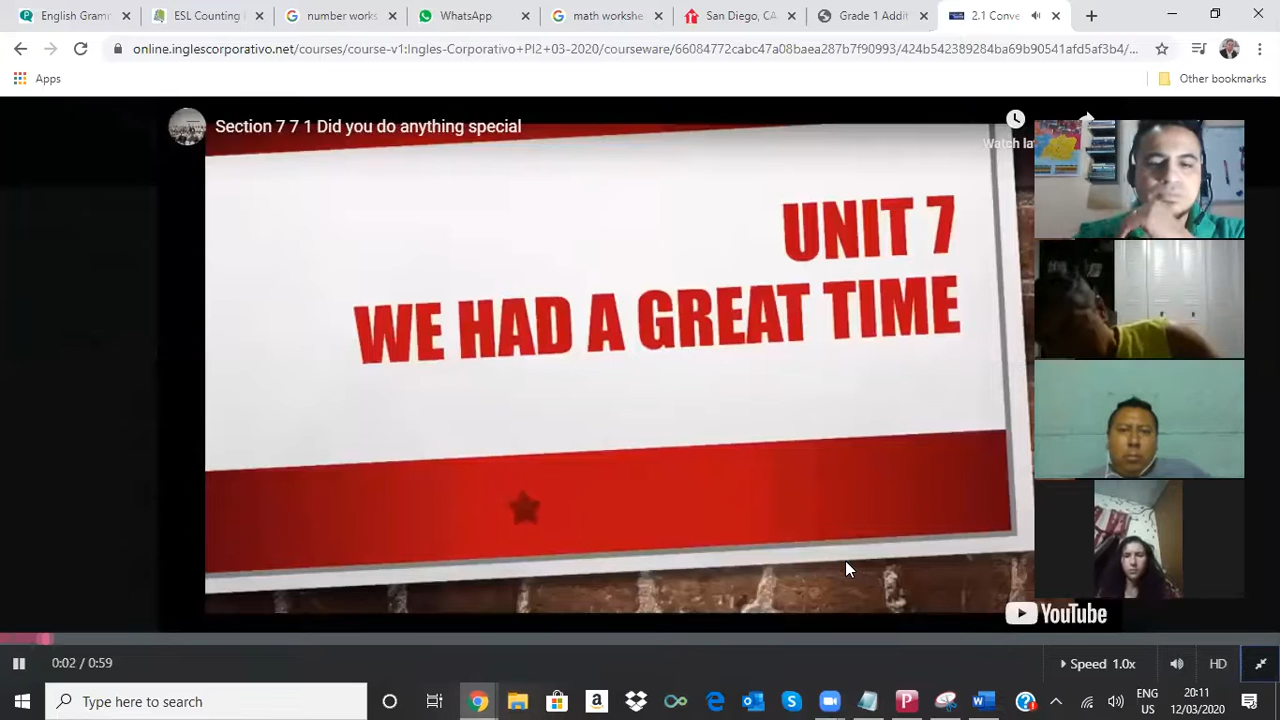 English Gramm
ESL Counting
number works
WhatsApp
math workshe
San Diego, CA
Grade 1 Addit
2.1 Conve
online.inglescorporativo.net/courses/course-v1:Ingles-Corporativo+PI2+03-2020/courseware/66084772cabc47a08baea287b7f90993/424b542389284ba69b90541afd5af3b4/...
Apps
Other bookmarks
Section 7 7 1 Did you do anything special
Watch la
UNIT 7
WE HAD A GREAT TIME
YouTube
0:02 / 0:59
Speed 1.0x
HD
Type here to search
ENG
US
20:11
12/03/2020